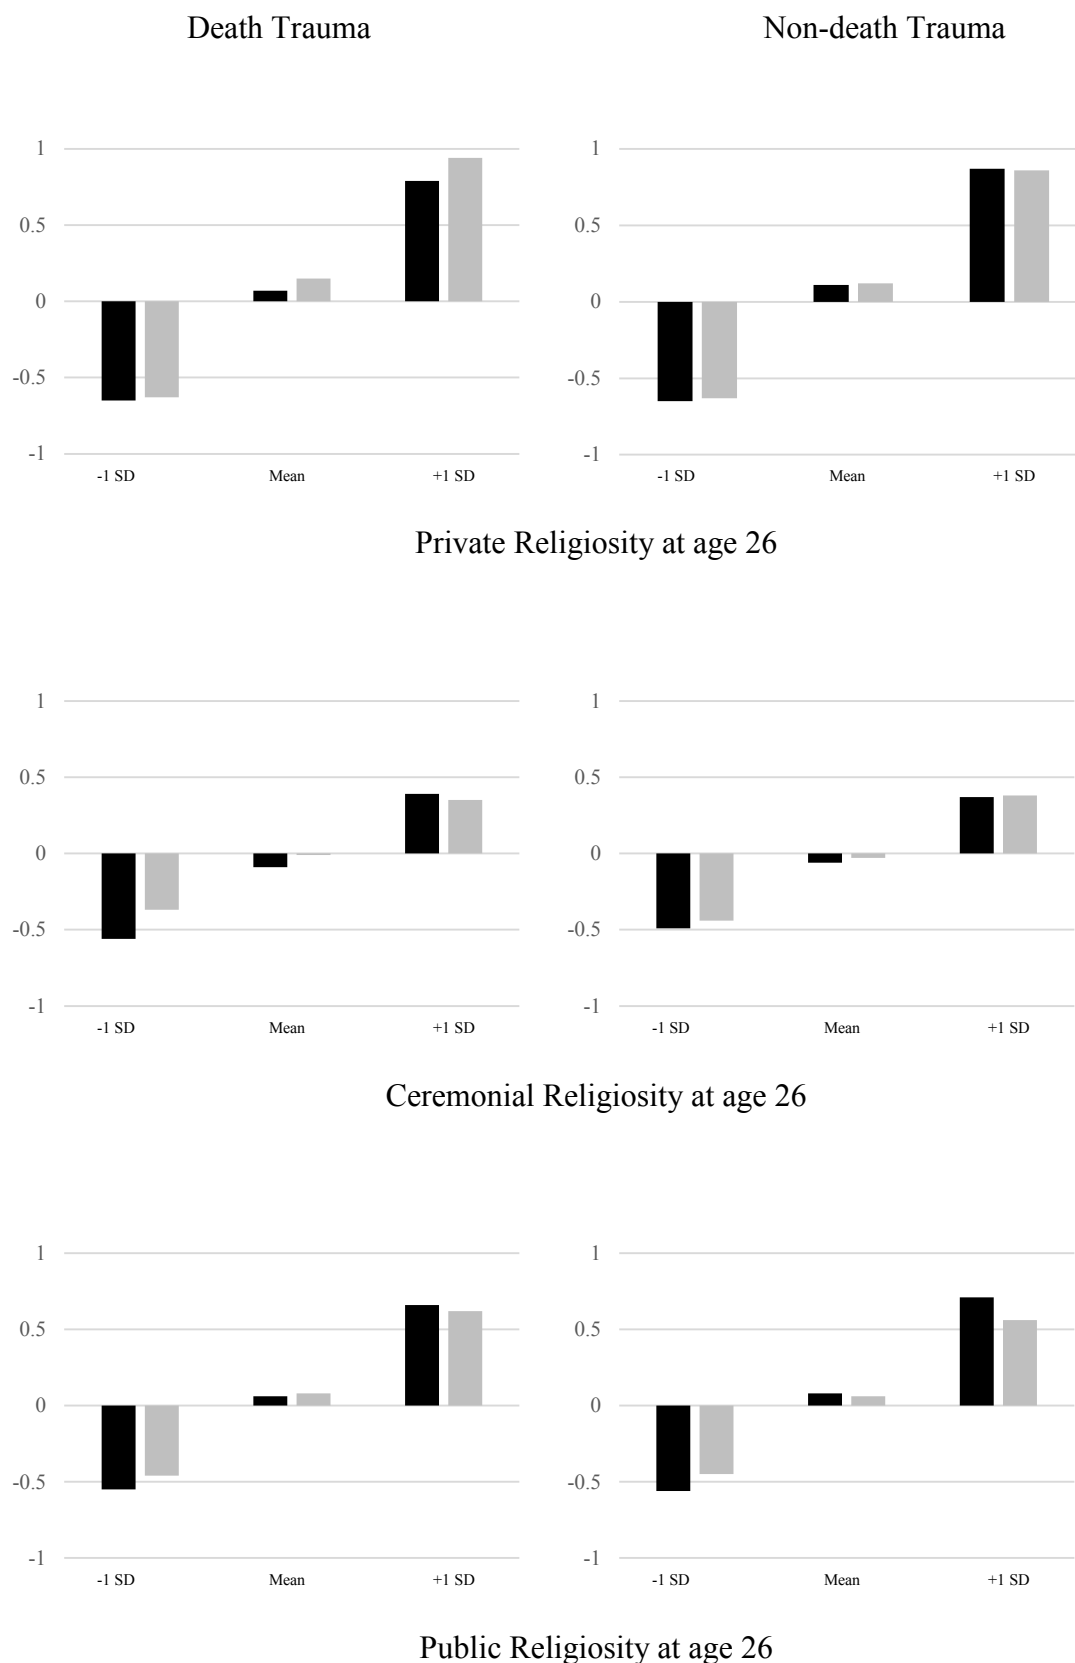 Death Trauma Non-death Trauma
1 1
0.5 0.5
0 0
-0.5 -0.5
-1 -1
-1 SD Mean +1 SD -1 SD Mean +1 SD
Private Religiosity at age 26
1 1
0.5 0.5
0 0
-0.5 -0.5
-1 -1
-1 SD Mean +1 SD -1 SD Mean +1 SD
Ceremonial Religiosity at age 26
1 1
0.5 0.5
0 0
-0.5 -0.5
-1 -1
-1 SD Mean +1 SD -1 SD Mean +1 SD
Public Religiosity at age 26